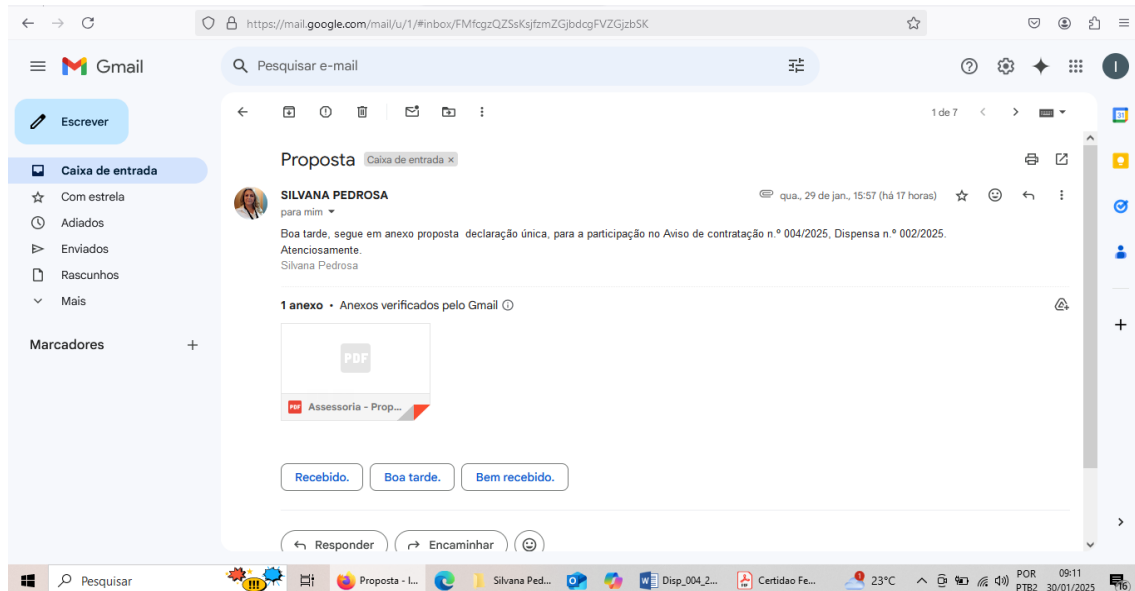 https://mail.google.com/mail/u/1/#inbox/FMfcgzQZSsKsjfzmZGjbdcgFVZGjzbSK
Gmail
Pesquisar e-mail
I
Escrever
1 de 7
31
Caixa de entrada
Com estrela
Adiados
Enviados
Rascunhos
Mais
Marcadores
Proposta Caixa de entrada ×
SILVANA PEDROSA
qua., 29 de jan., 15:57 (há 17 horas)
para mim
Boa tarde, segue em anexo proposta declaração única, para a participação no Aviso de contratação n.º 004/2025, Dispensa n.º 002/2025.
Atenciosamente.
Silvana Pedrosa
1 anexo • Anexos verificados pelo Gmail
PDF
PDF Assessoria - Prop...
Recebido. Boa tarde. Bem recebido.
Responder Encaminhar
Pesquisar
!!!
Proposta - I...
Silvana Ped...
Disp_004_2...
Certidao Fe...
23°C
POR
PTB2
09:11
30/01/2025
16